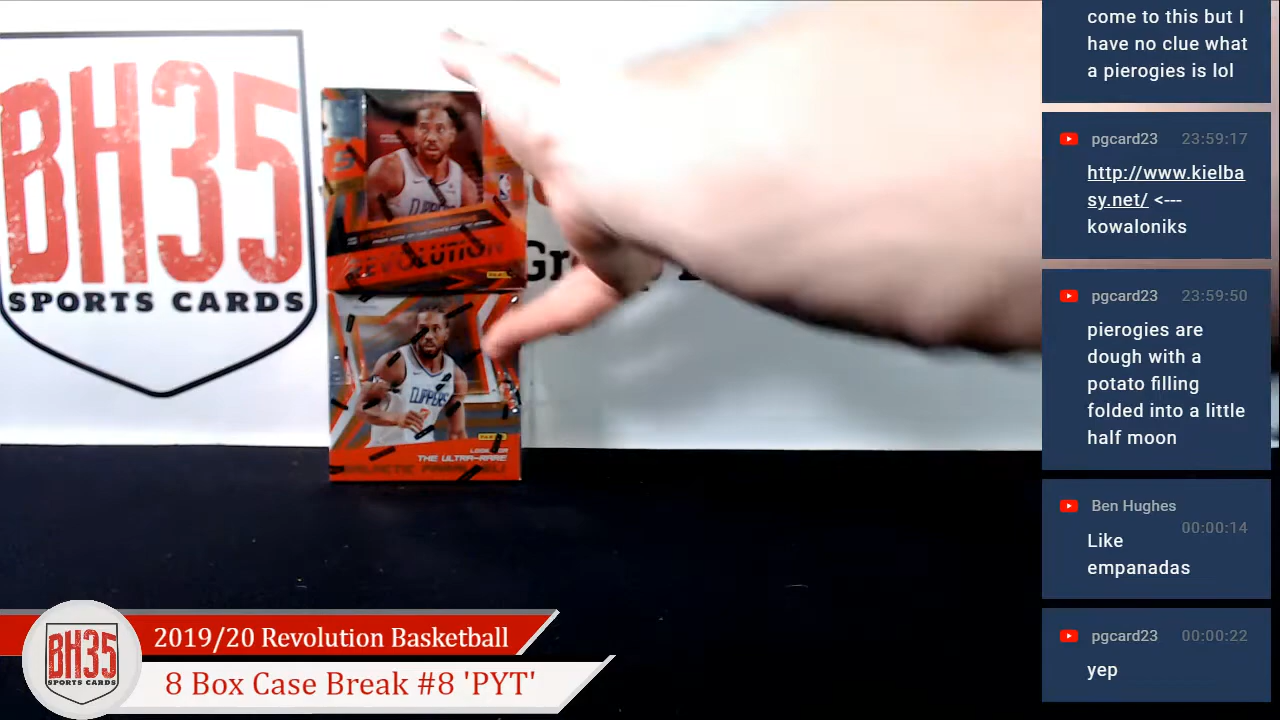 BH35
SPORTS CARDS
REVOLUTION
CLIPPERS
CLIPPERS
THE ULTRA-RARE
come to this but I
have no clue what
a pierogies is lol
pgcard23 23:59:17
http://www.kielba
sy.net/ <---
kowaloniks
pgcard23 23:59:50
pierogies are
dough with a
potato filling
folded into a little
half moon
Ben Hughes
00:00:14
Like
empanadas
pgcard23 00:00:22
yep
BH35
SPORTS CARDS
2019/20 Revolution Basketball
8 Box Case Break #8 'PYT'